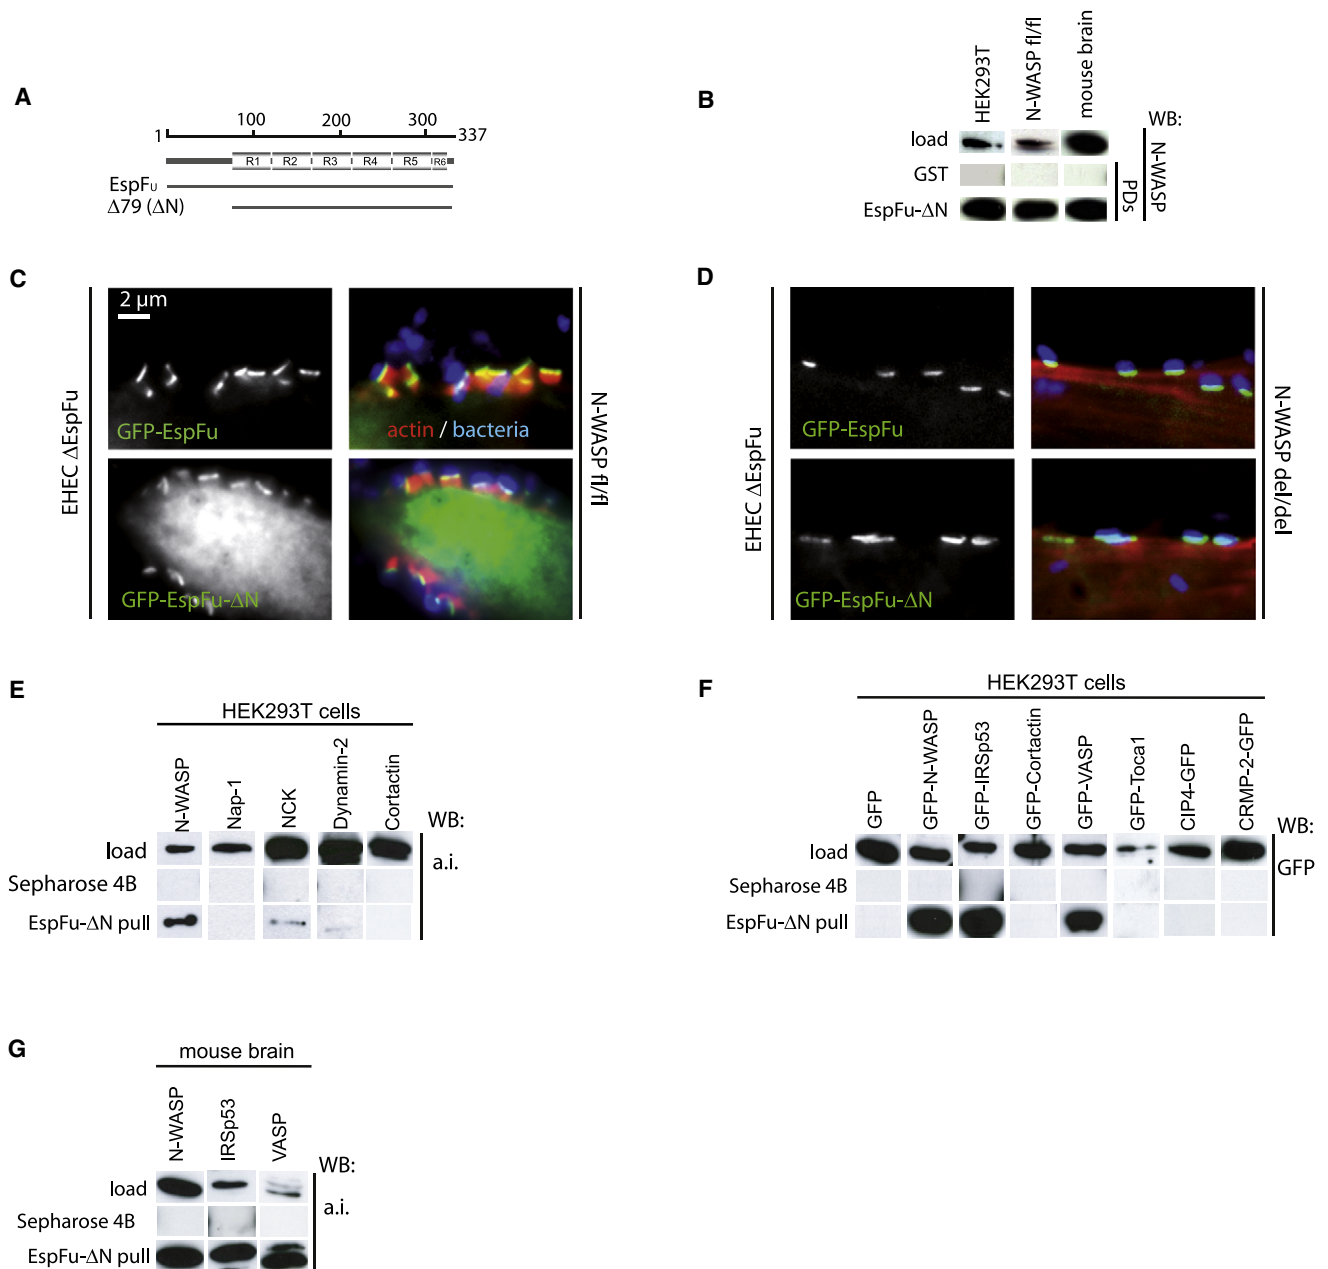 A
1
100
200
300
337
R1 R2 R3 R4 R5 R6
EspFU
Δ79 (ΔN)
B
HEK293T
N-WASP fl/fl
mouse brain
WB:
load
GST
EspFu-ΔN
PDs
N-WASP
C
EHEC ΔEspFu
2 µm
GFP-EspFu
actin / bacteria
GFP-EspFu-ΔN
N-WASP fl/fl
D
EHEC ΔEspFu
GFP-EspFu
GFP-EspFu-ΔN
N-WASP del/del
E
HEK293T cells
N-WASP
Nap-1
NCK
Dynamin-2
Cortactin
WB:
load
a.i.
Sepharose 4B
EspFu-ΔN pull
F
HEK293T cells
GFP
GFP-N-WASP
GFP-IRSp53
GFP-Cortactin
GFP-VASP
GFP-Toca1
CIP4-GFP
CRMP-2-GFP
WB:
load
GFP
Sepharose 4B
EspFu-ΔN pull
G
mouse brain
N-WASP
IRSp53
VASP
WB:
load
a.i.
Sepharose 4B
EspFu-ΔN pull